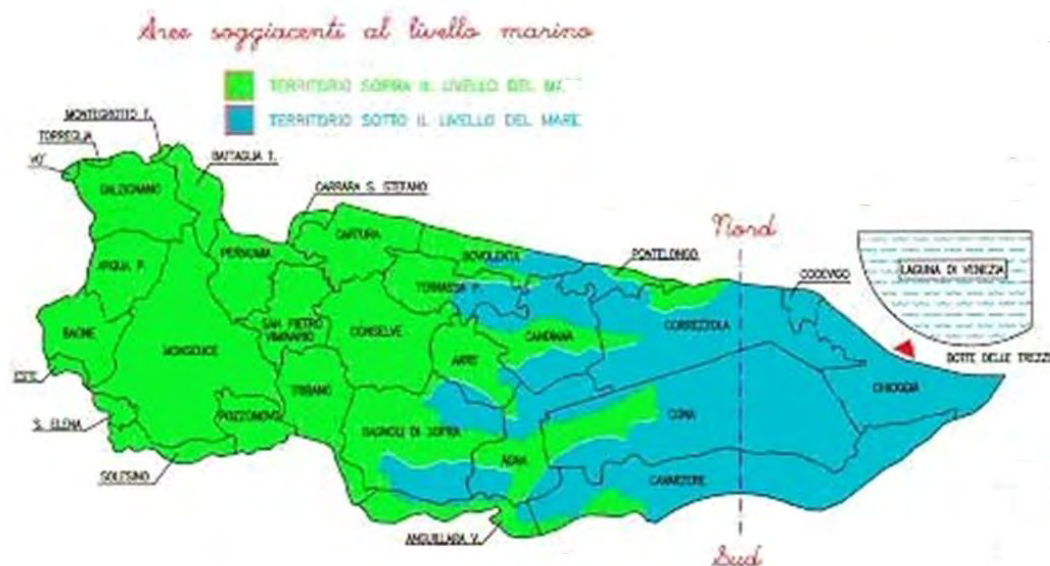 Aree soggiacenti al livello marino
TERRITORIO SOPRA IL LIVELLO DEL MA
TERRITORIO SOTTO IL LIVELLO DEL MARE
MONTEGROTTO T.
TORREGLIA
VO'
BATTAGLIA T.
GALZIGNANO
CARRARA S. STEFANO
CARTURA
Nord
PERNUMIA
BOVOLENTA
PONTELONGO
CODEVIGO
LAGUNA DI VENEZIA
ARQUA P.
TERRASSA P.
BAONE
SAN PIETRO
VIMINARIO
CONSELVE
CANDIANA
CORREZZOLA
MONSELICE
ARRE
BOTTE DELLE TREZZE
ESTE
TRIBANO
CHIOGGIA
S. ELENA
POZZONOVO
BAGNOLI DI SOPRA
CONA
AGNA
SOLESINO
CAVARZERE
ANGUILLARA V.
Sud